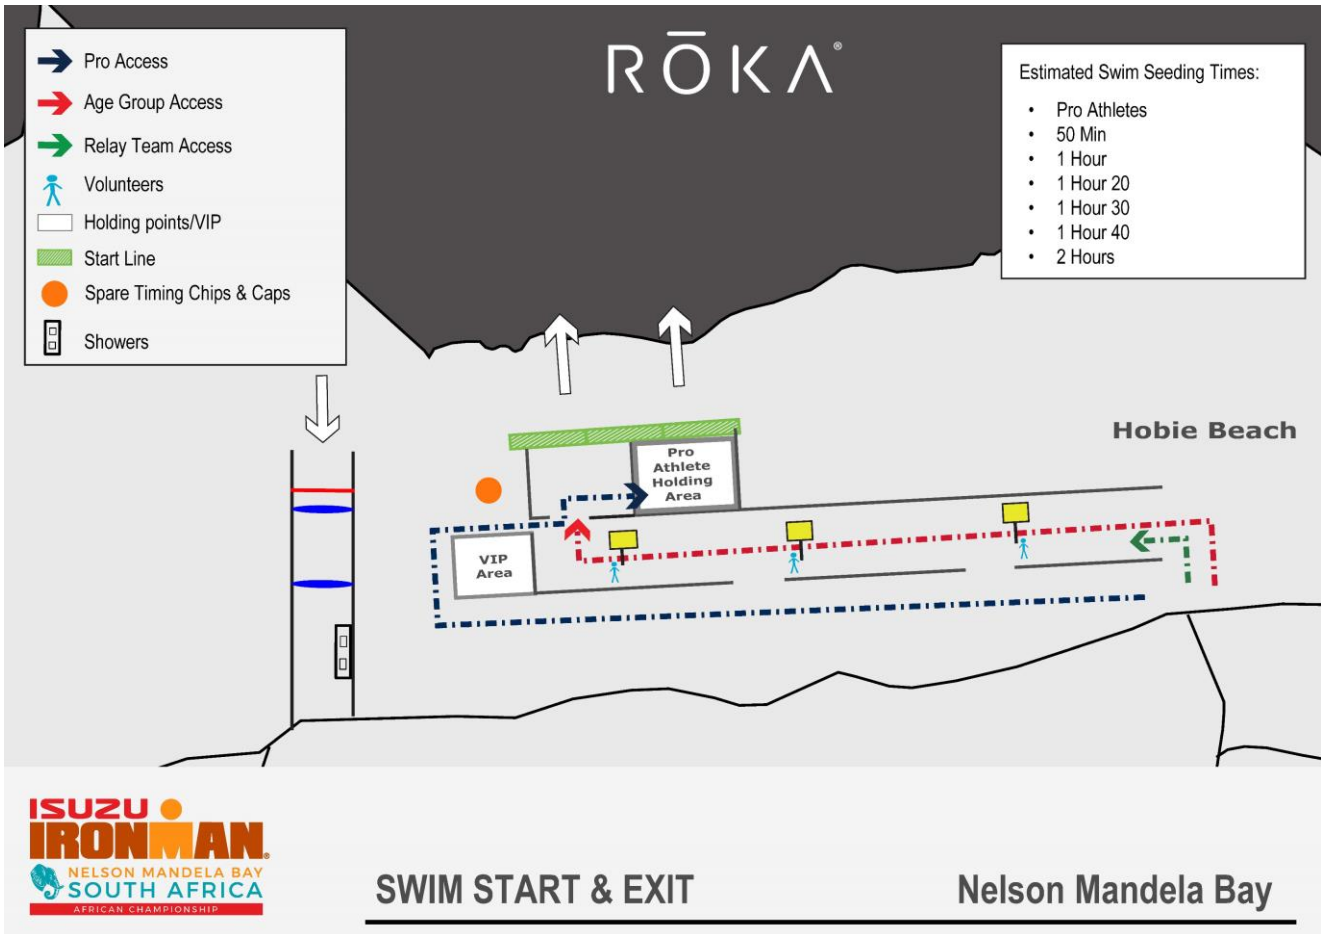 Pro Access
Age Group Access
Relay Team Access
Volunteers
Holding points/VIP
Start Line
Spare Timing Chips & Caps
Showers
RŌKA®
Estimated Swim Seeding Times:
• Pro Athletes
• 50 Min
• 1 Hour
• 1 Hour 20
• 1 Hour 30
• 1 Hour 40
• 2 Hours
Hobie Beach
Pro
Athlete
Holding
Area
VIP
Area
ISUZU
IRONMAN®
NELSON MANDELA BAY
SOUTH AFRICA
AFRICAN CHAMPIONSHIP
SWIM START & EXIT
Nelson Mandela Bay